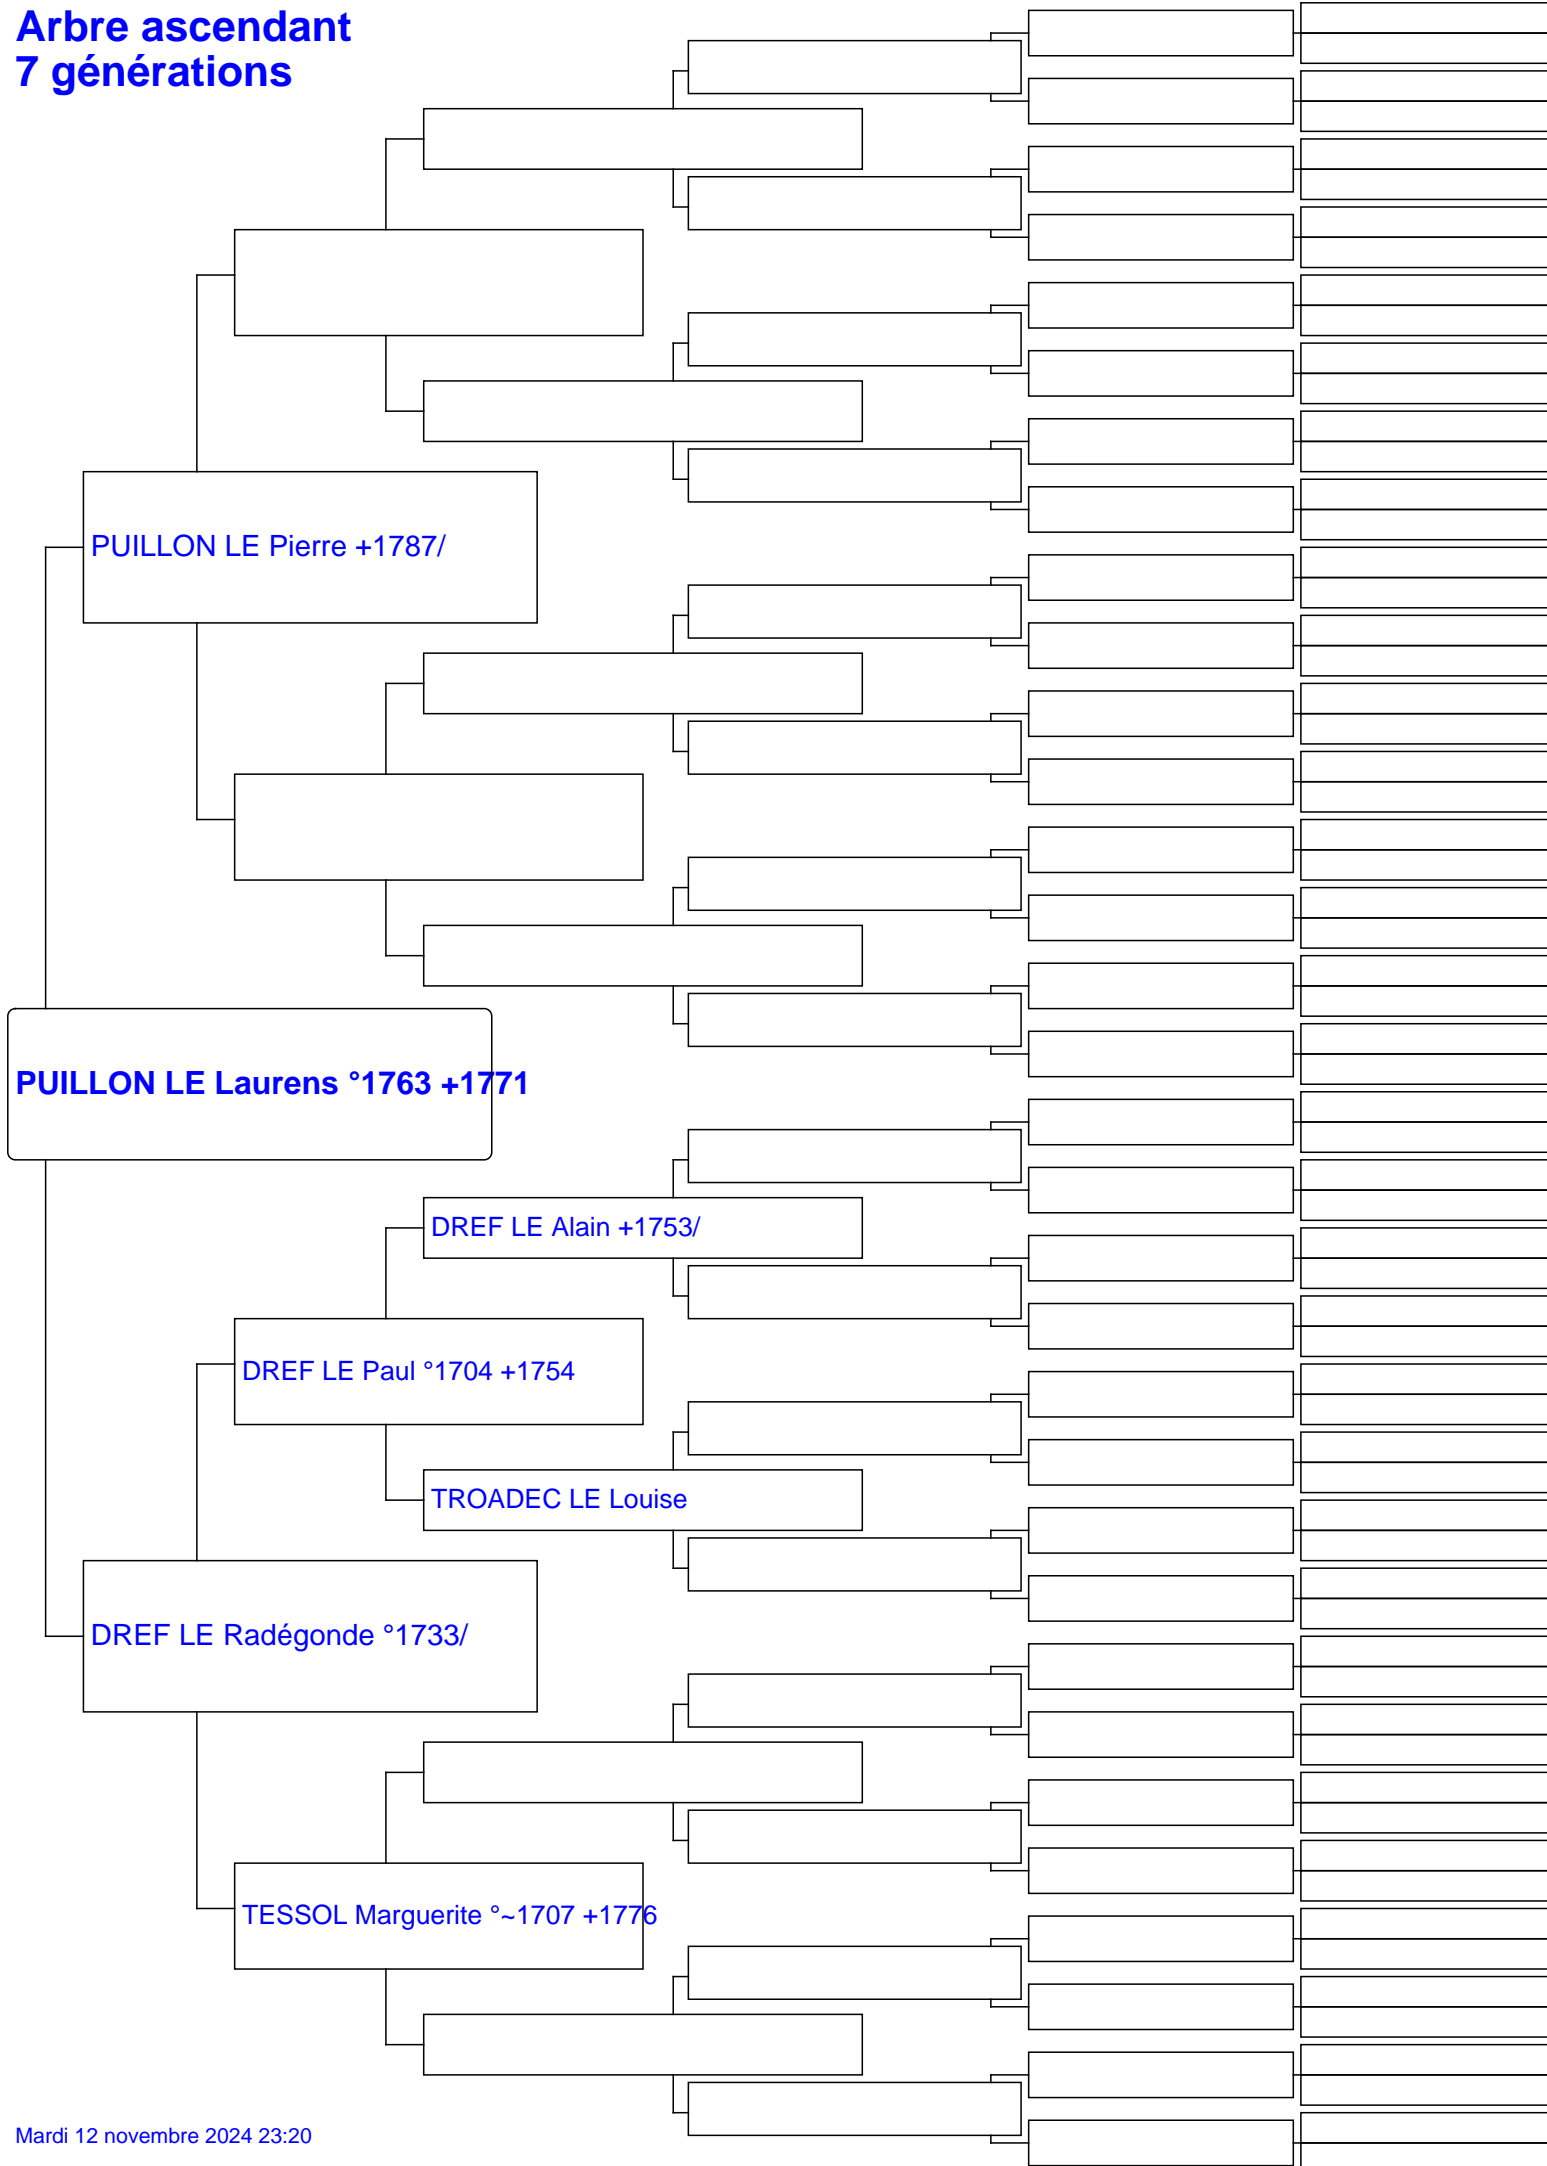 Arbre ascendant
7 générations
PUILLON LE Pierre +1787/
PUILLON LE Laurens °1763 +1771
DREF LE Alain +1753/
DREF LE Paul °1704 +1754
TROADEC LE Louise
DREF LE Radégonde °1733/
TESSOL Marguerite °~1707 +1776
Mardi 12 novembre 2024 23:20